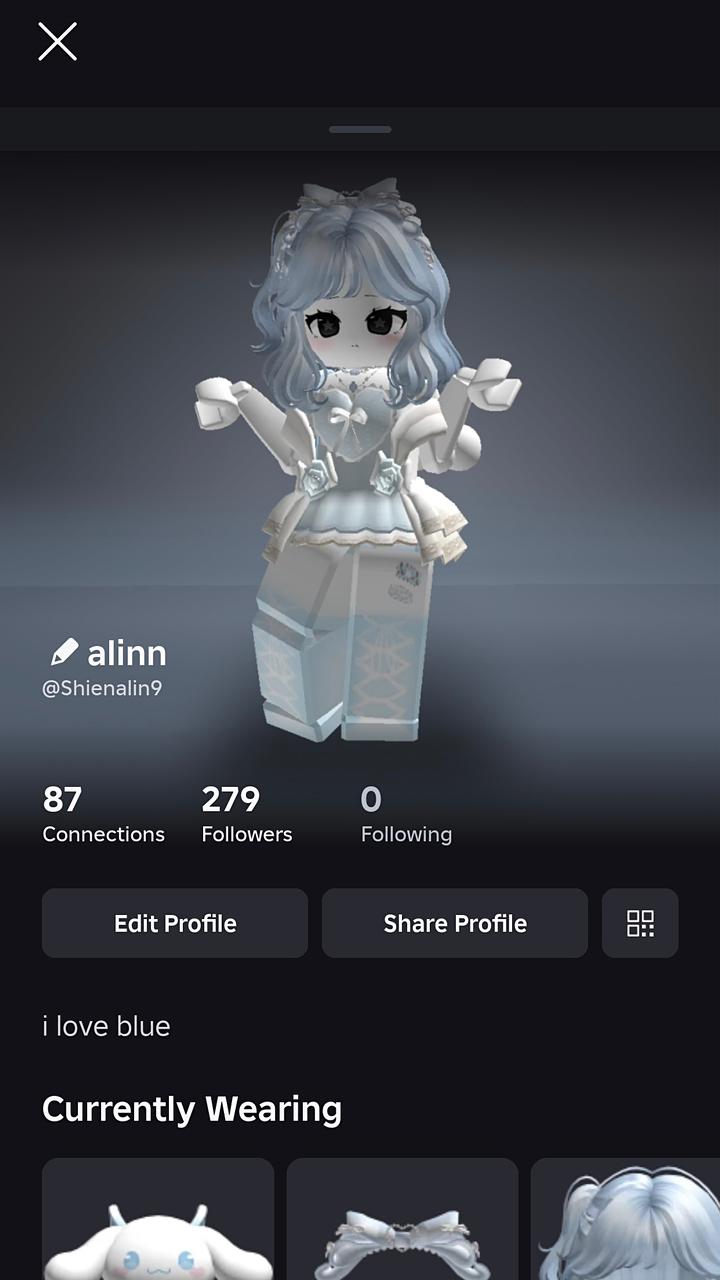 alinn
@Shienalin9
87 279 0
Connections Followers Following
Edit Profile Share Profile
i love blue
Currently Wearing